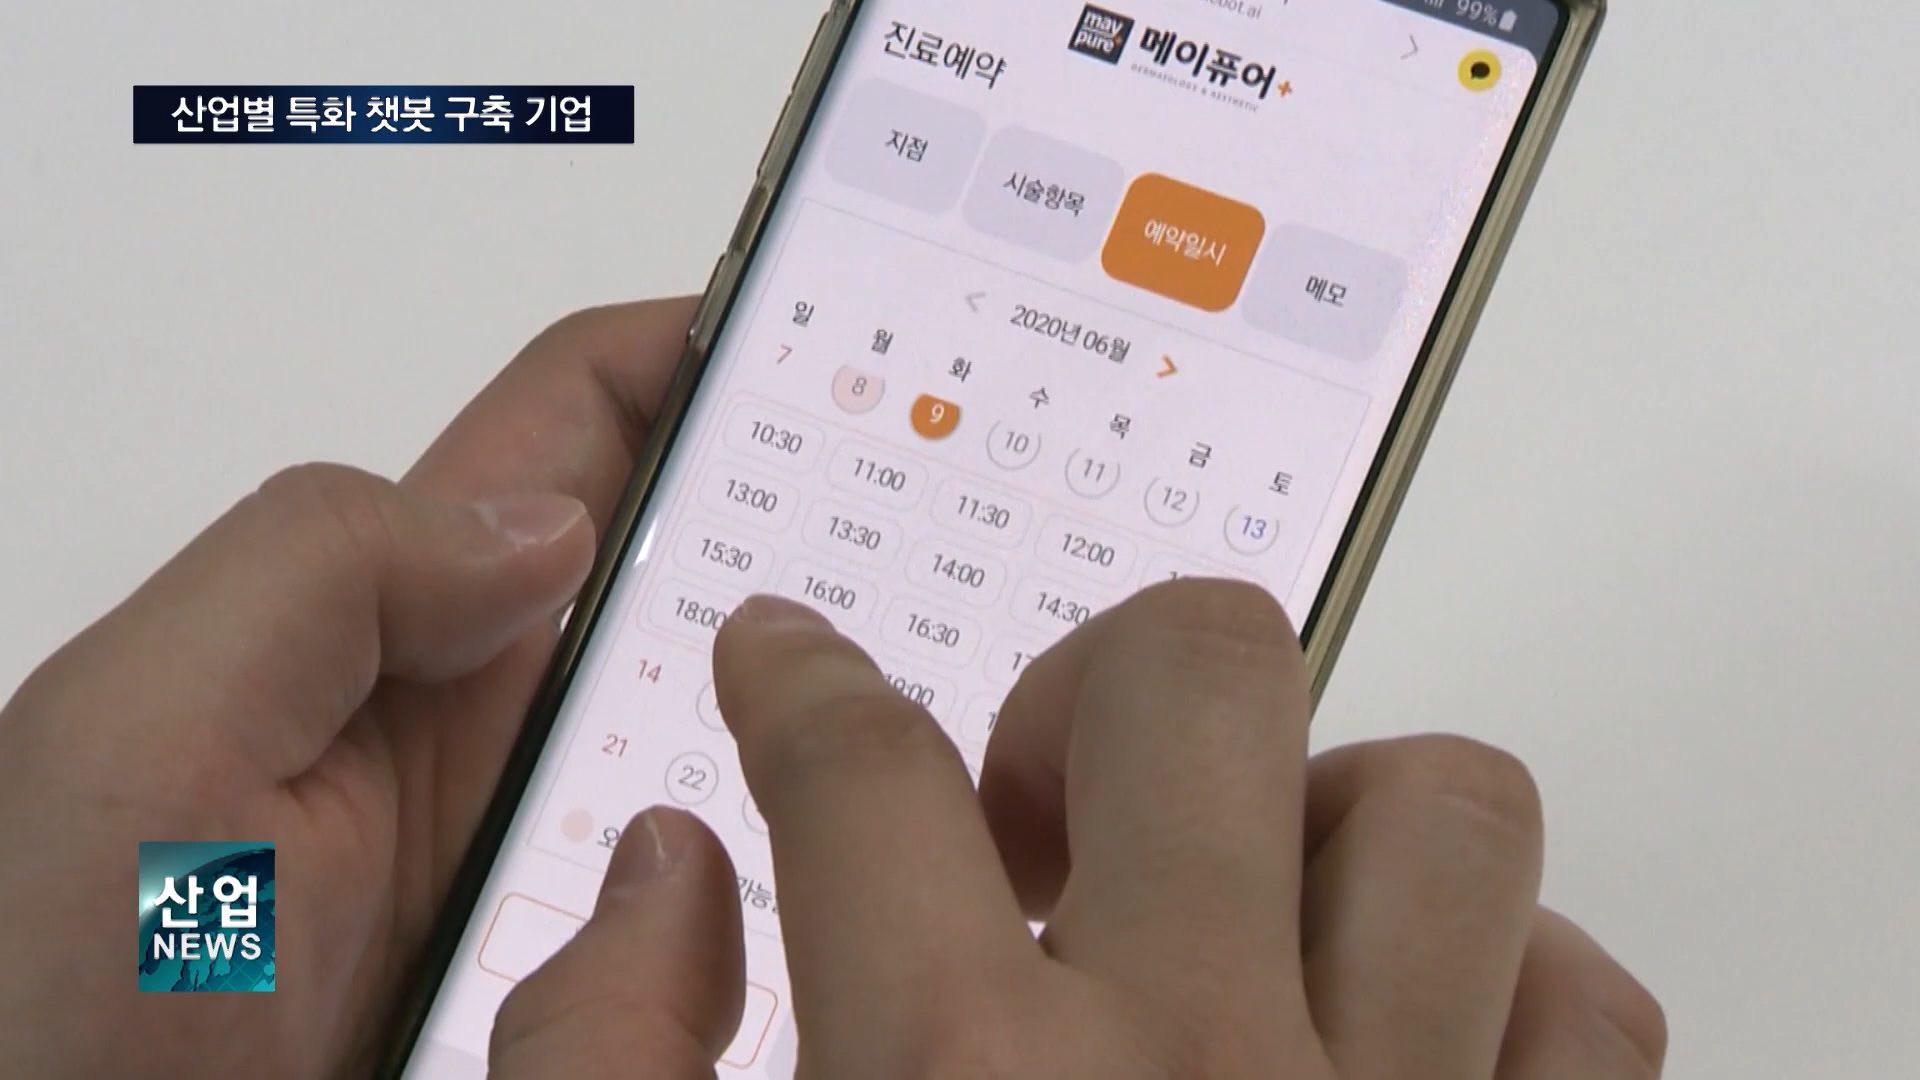 산업별 특화 챗봇 구축 기업
99%
may
pure+
메이퓨어+
DERMATOLOGY & AESTHETIC
진료예약
지점
시술항목
예약일시
메모
< 2020년 06월 >
일 월 화 수 목 금 토
7 8 9 10 11 12 13
10:30 11:00 11:30 12:00
13:00 13:30 14:00 14:30
15:30 16:00 16:30
18:00
14
21 22
산업
NEWS